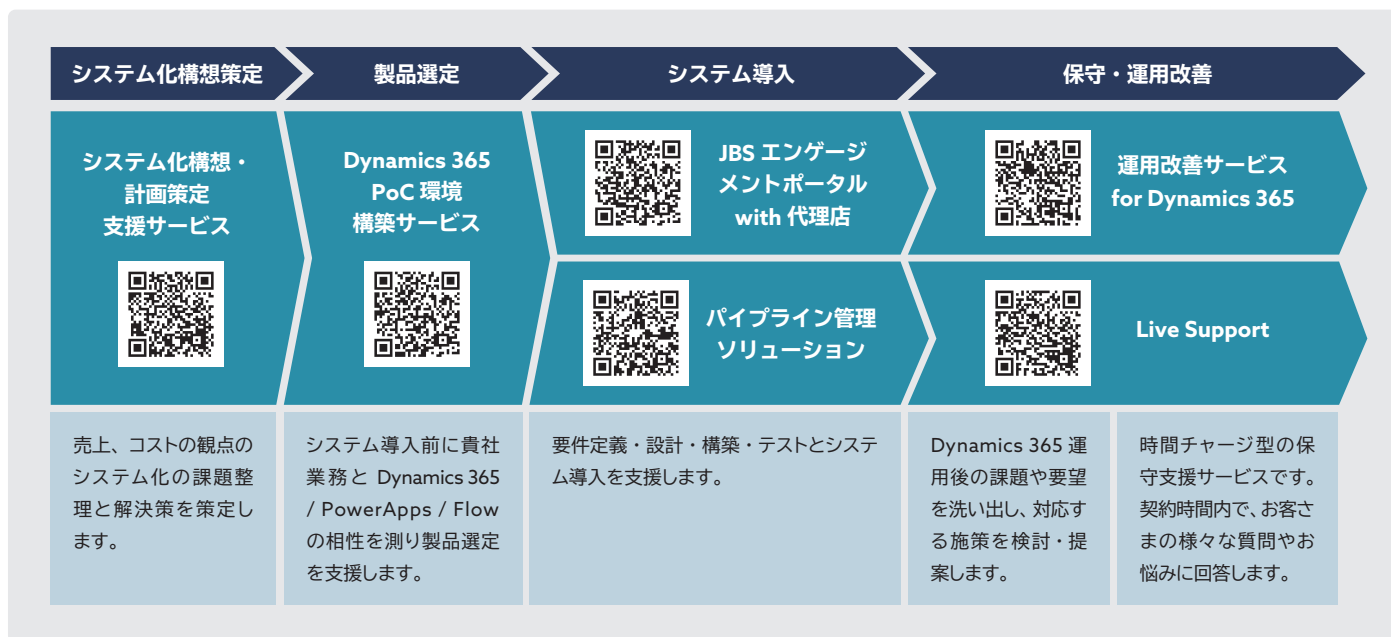 システム化構想策定
製品選定
システム導入
保守・運用改善
システム化構想・
計画策定
支援サービス
Dynamics 365
PoC 環境
構築サービス
JBS エンゲージ
メントポータル
with 代理店
パイプライン管理
ソリューション
運用改善サービス
for Dynamics 365
Live Support
売上、コストの観点の
システム化の課題整
理と解決策を策定し
ます。
システム導入前に貴社
業務と Dynamics 365
/ PowerApps / Flow
の相性を測り製品選定
を支援します。
要件定義・設計・構築・テストとシステ
ム導入を支援します。
Dynamics 365 運
用後の課題や要望
を洗い出し、対応す
る施策を検討・提
案します。
時間チャージ型の保
守支援サービスです。
契約時間内で、お客さ
まの様々な質問やお
悩みに回答します。